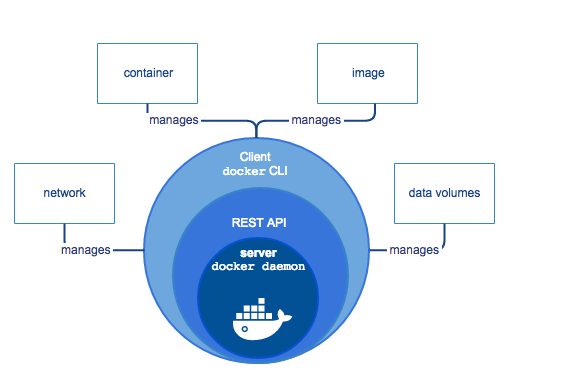 container
image
manages
manages
Client
docker CLI
network
data volumes
REST API
manages
manages
server
docker daemon